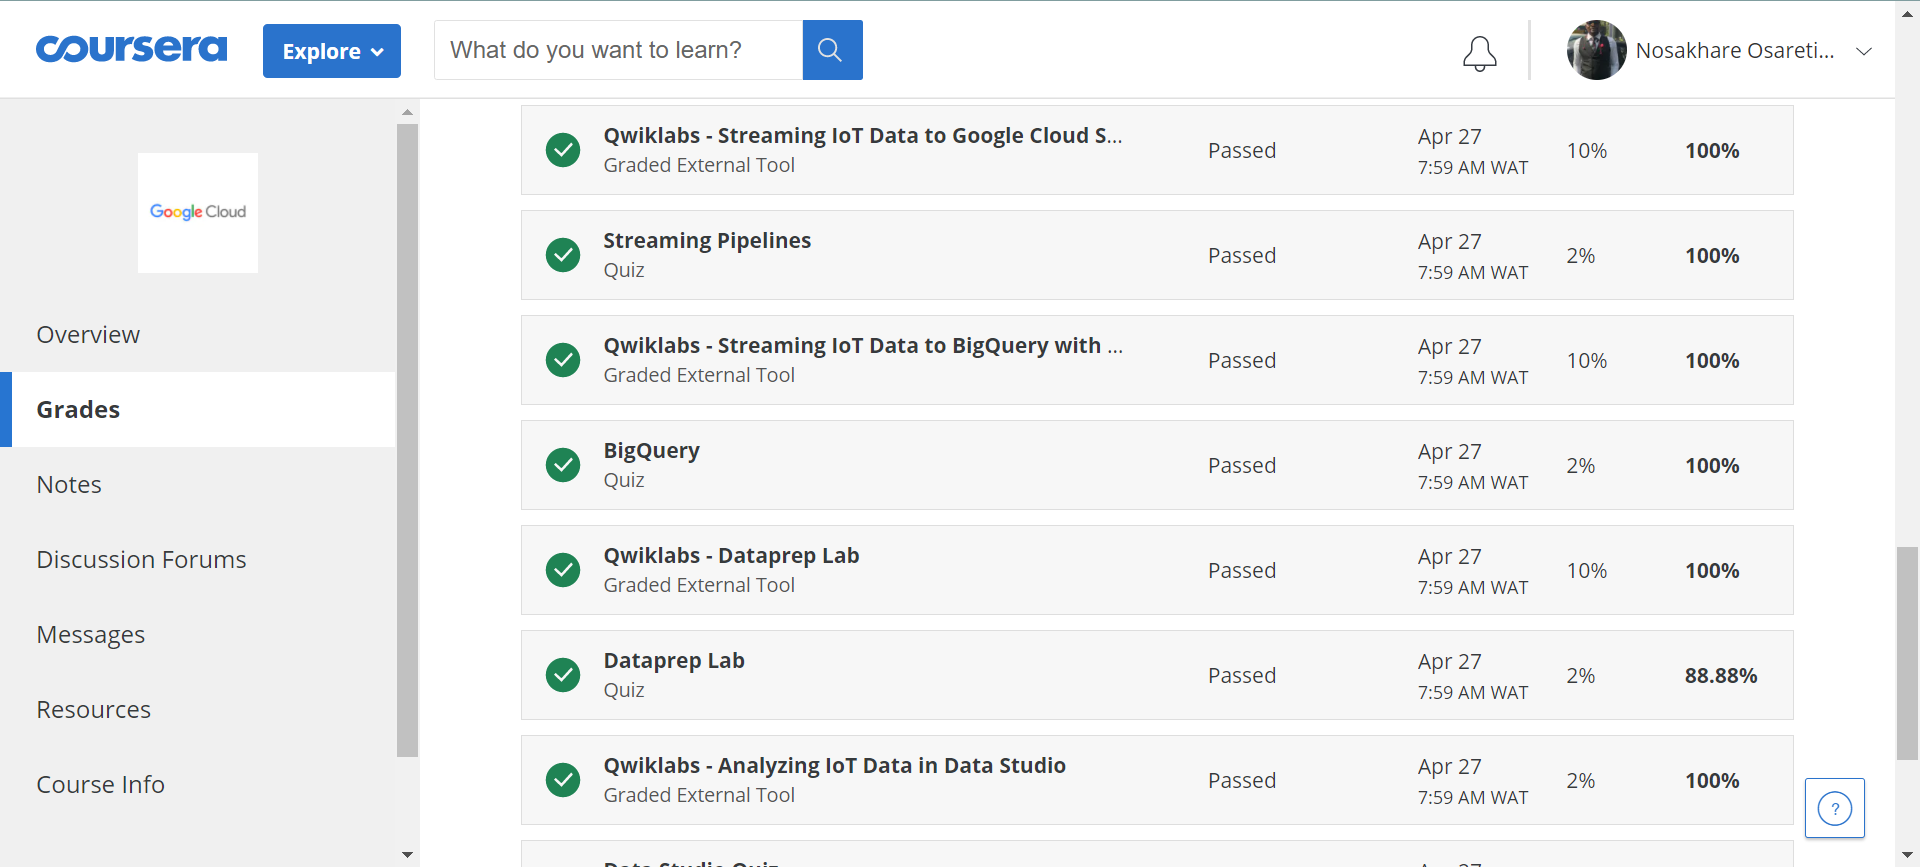 coursera
Explore
What do you want to learn?
Nosakhare Osareti...
Google Cloud
Overview
Grades
Notes
Discussion Forums
Messages
Resources
Course Info
Qwiklabs - Streaming IoT Data to Google Cloud S...
Graded External Tool
Passed
Apr 27
7:59 AM WAT
10%
100%
Streaming Pipelines
Quiz
Passed
Apr 27
7:59 AM WAT
2%
100%
Qwiklabs - Streaming IoT Data to BigQuery with ...
Graded External Tool
Passed
Apr 27
7:59 AM WAT
10%
100%
BigQuery
Quiz
Passed
Apr 27
7:59 AM WAT
2%
100%
Qwiklabs - Dataprep Lab
Graded External Tool
Passed
Apr 27
7:59 AM WAT
10%
100%
Dataprep Lab
Quiz
Passed
Apr 27
7:59 AM WAT
2%
88.88%
Qwiklabs - Analyzing IoT Data in Data Studio
Graded External Tool
Passed
Apr 27
7:59 AM WAT
2%
100%
?
Data Studio Quiz
Apr 27